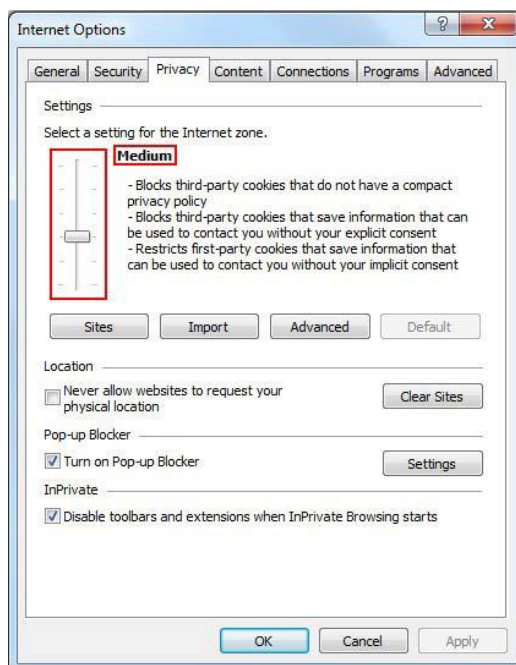 Internet Options
General Security Privacy Content Connections Programs Advanced
Settings
Select a setting for the Internet zone.
Medium
- Blocks third-party cookies that do not have a compact
privacy policy
- Blocks third-party cookies that save information that can
be used to contact you without your explicit consent
- Restricts first-party cookies that save information that
can be used to contact you without your implicit consent
Sites Import Advanced Default
Location
Never allow websites to request your
physical location
Clear Sites
Pop-up Blocker
Turn on Pop-up Blocker
Settings
InPrivate
Disable toolbars and extensions when InPrivate Browsing starts
OK Cancel Apply